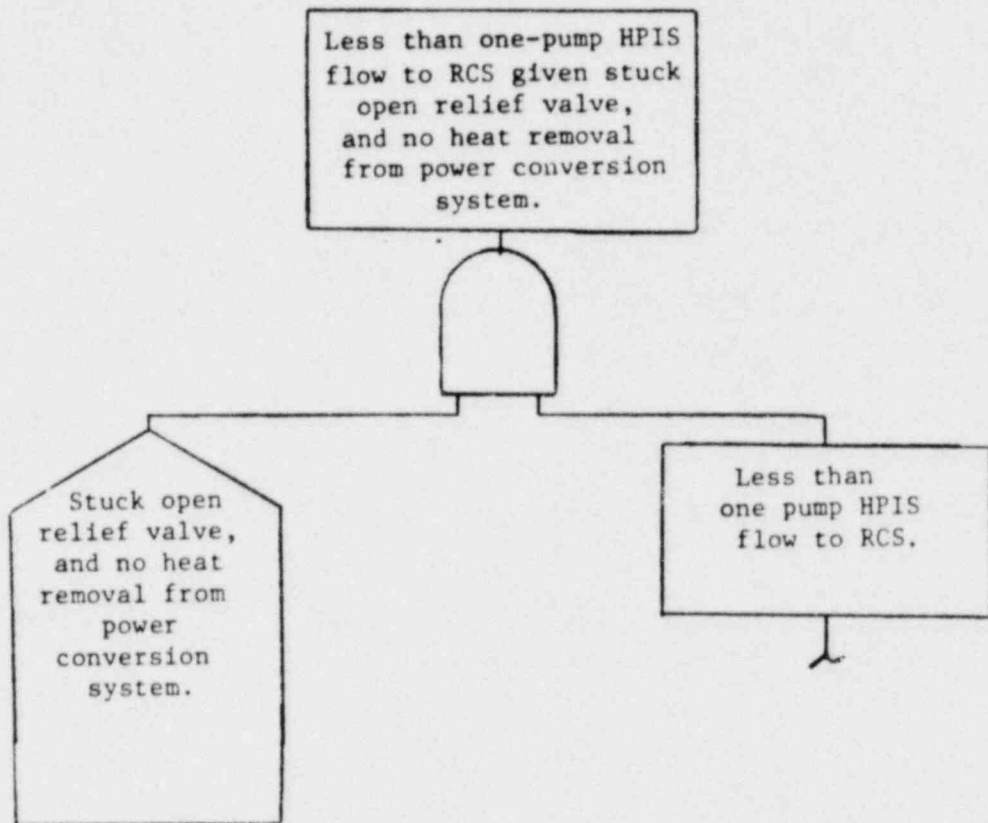 Less than one-pump HPIS
flow to RCS given stuck
open relief valve,
and no heat removal
from power conversion
system.
Stuck open
relief valve,
and no heat
removal from
power
conversion
system.
Less than
one pump HPIS
flow to RCS.